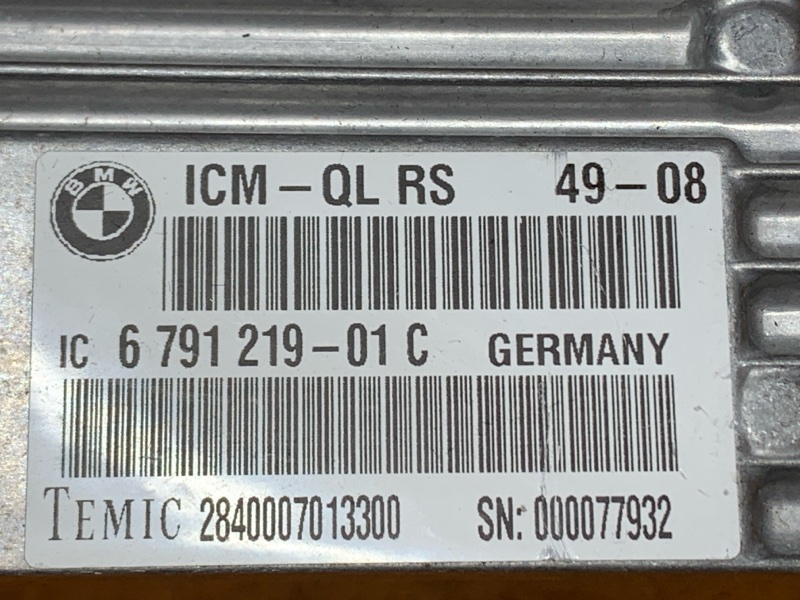 BMW
ICM-QL RS 49-08
IC 6 791 219-01 C GERMANY
TEMIC 2840007013300 SN: 000077932